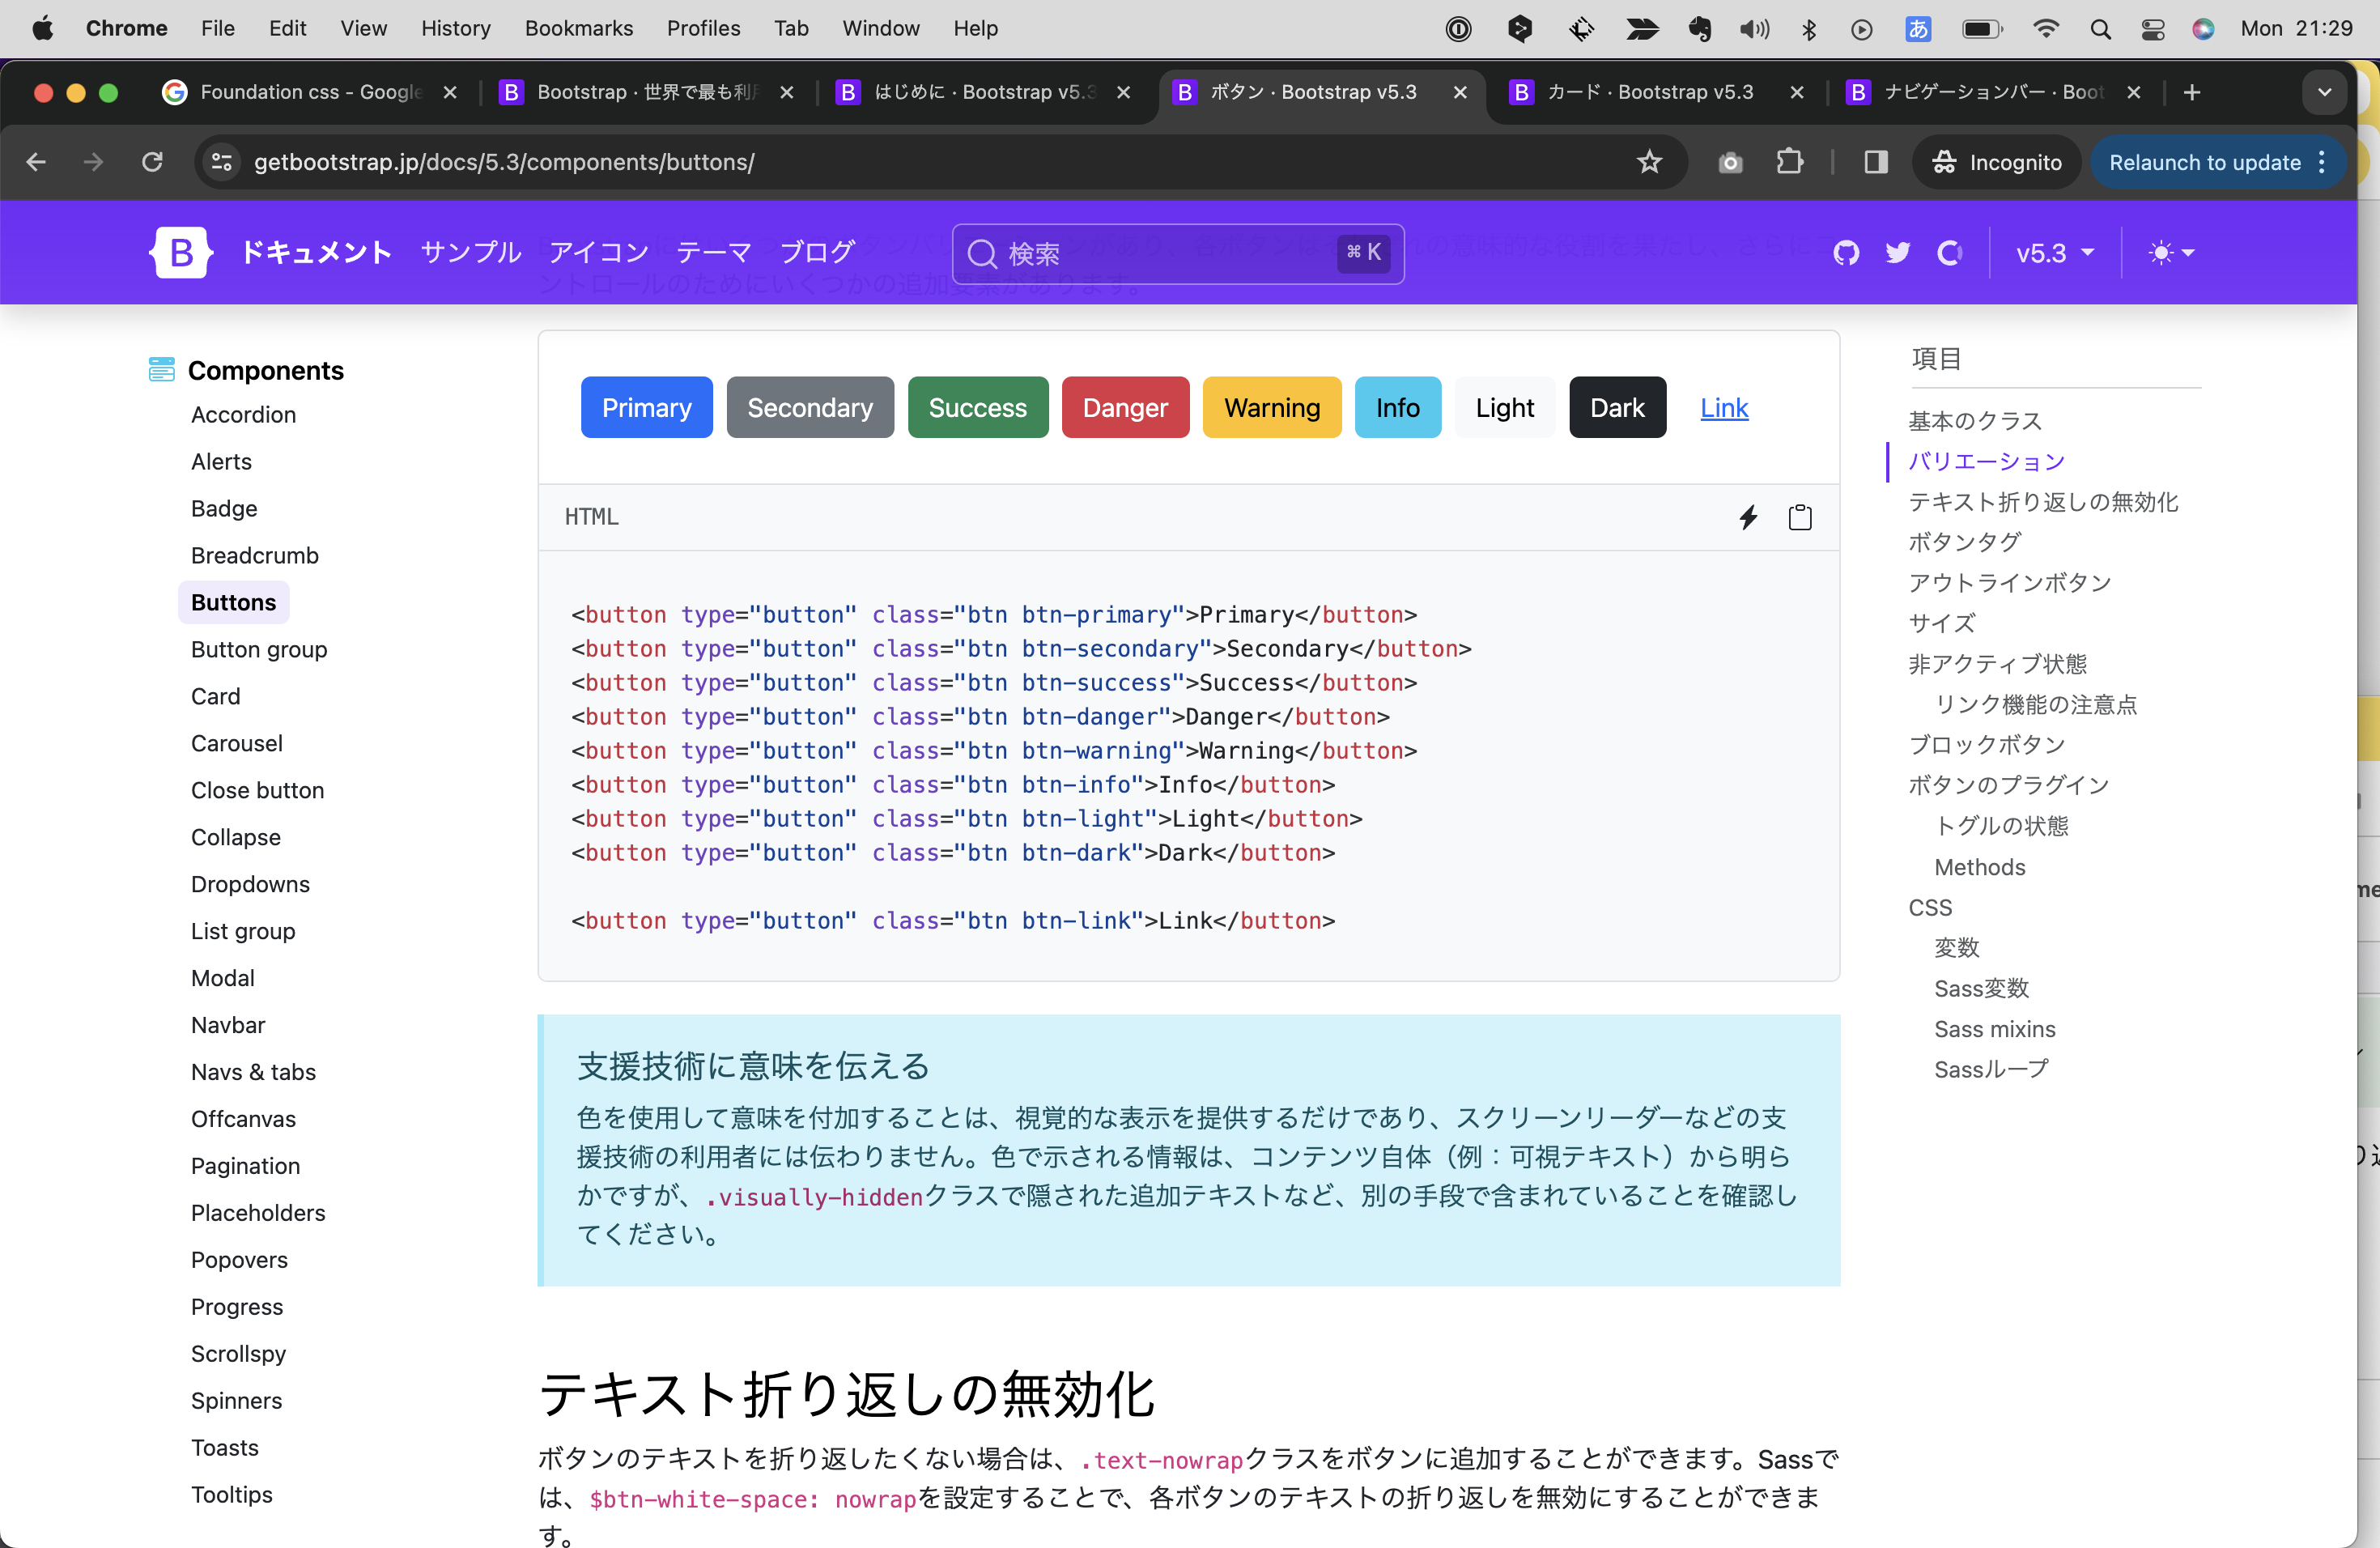 Chrome File Edit View History Bookmarks Profiles Tab Window Help
あ Mon 21:29
Foundation css - Google
Bootstrap · 世界で最も利
はじめに · Bootstrap v5.3
ボタン · Bootstrap v5.3
カード · Bootstrap v5.3
ナビゲーションバー · Boot
getbootstrap.jp/docs/5.3/components/buttons/
Incognito
Relaunch to update
B ドキュメント サンプル アイコン テーマ ブログ
検索 ⌘ K
v5.3
ントロールのためにいくつかの追加要素があります。
Components
Accordion
Alerts
Badge
Breadcrumb
Buttons
Button group
Card
Carousel
Close button
Collapse
Dropdowns
List group
Modal
Navbar
Navs & tabs
Offcanvas
Pagination
Placeholders
Popovers
Progress
Scrollspy
Spinners
Toasts
Tooltips
Primary Secondary Success Danger Warning Info Light Dark Link
HTML
<button type="button" class="btn btn-primary">Primary</button>
<button type="button" class="btn btn-secondary">Secondary</button>
<button type="button" class="btn btn-success">Success</button>
<button type="button" class="btn btn-danger">Danger</button>
<button type="button" class="btn btn-warning">Warning</button>
<button type="button" class="btn btn-info">Info</button>
<button type="button" class="btn btn-light">Light</button>
<button type="button" class="btn btn-dark">Dark</button>
<button type="button" class="btn btn-link">Link</button>
支援技術に意味を伝える
色を使用して意味を付加することは、視覚的な表示を提供するだけであり、スクリーンリーダーなどの支
援技術の利用者には伝わりません。色で示される情報は、コンテンツ自体（例：可視テキスト）から明ら
かですが、.visually-hiddenクラスで隠された追加テキストなど、別の手段で含まれていることを確認し
てください。
テキスト折り返しの無効化
ボタンのテキストを折り返したくない場合は、.text-nowrapクラスをボタンに追加することができます。Sassで
は、$btn-white-space: nowrapを設定することで、各ボタンのテキストの折り返しを無効にすることができま
す。
項目
基本のクラス
バリエーション
テキスト折り返しの無効化
ボタンタグ
アウトラインボタン
サイズ
非アクティブ状態
リンク機能の注意点
ブロックボタン
ボタンのプラグイン
トグルの状態
Methods
CSS
変数
Sass変数
Sass mixins
Sassループ